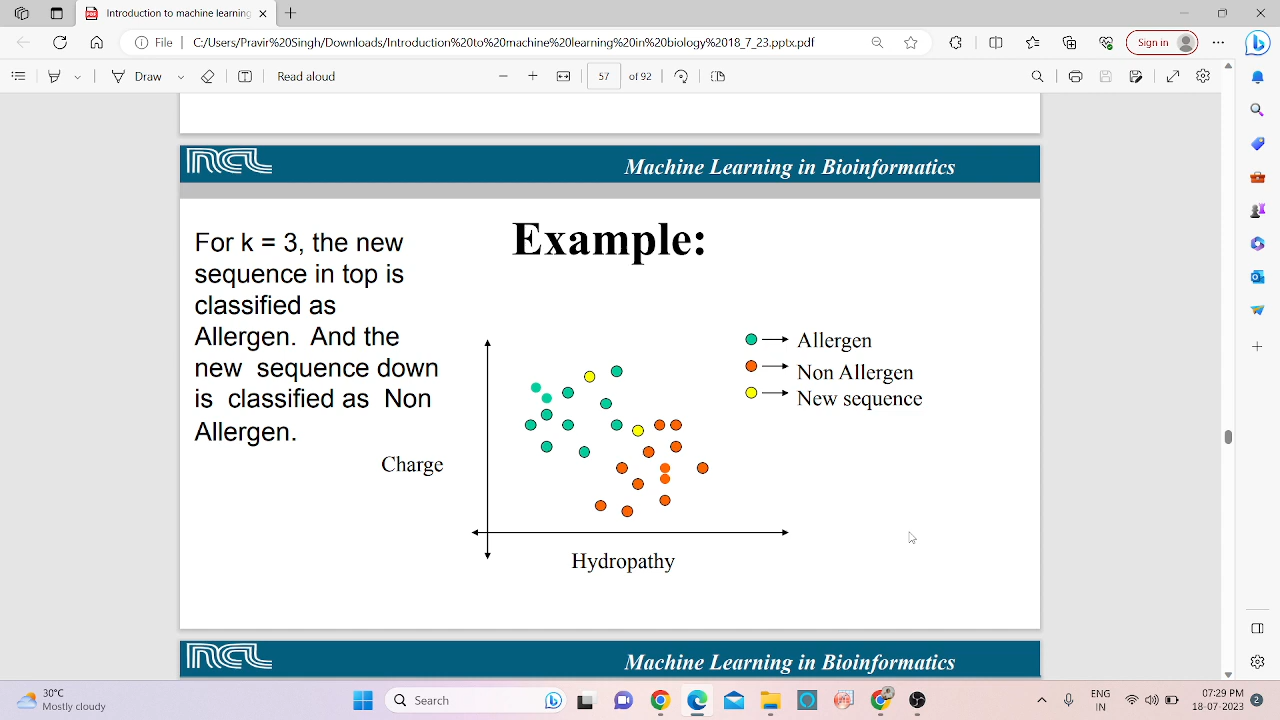 Introduction to machine learning
File
C:/Users/Pravir%20Singh/Downloads/Introduction%20to%20machine%20learning%20in%20biology%2018_7_23.pptx.pdf
Sign in
Draw
Read aloud
57 of 92
NCL
Machine Learning in Bioinformatics
Example:
For k = 3, the new
sequence in top is
classified as
Allergen. And the
new sequence down
is classified as Non
Allergen.
Allergen
Non Allergen
New sequence
Charge
Hydropathy
NCL
Machine Learning in Bioinformatics
30°C
Mostly cloudy
Search
ENG
IN
07:29 PM
18-07-2023
2